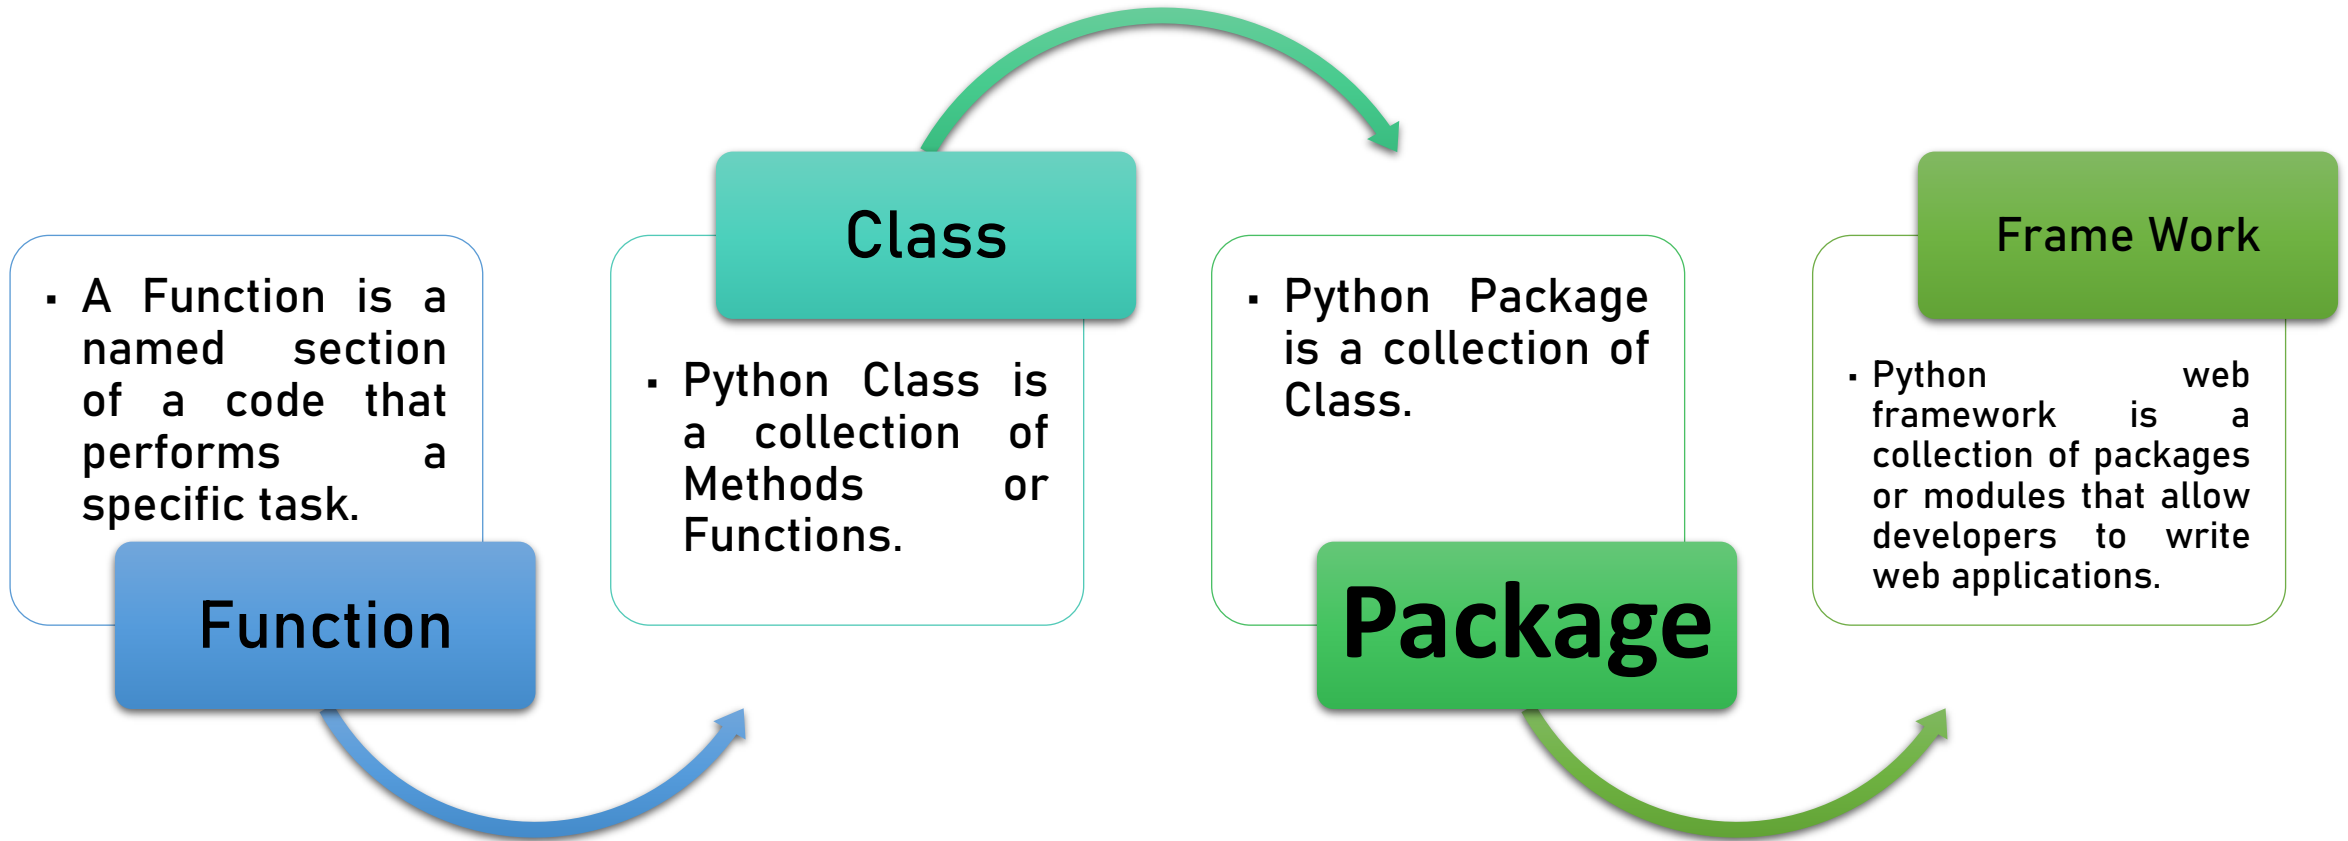 ▪ A Function is a
named section
of a code that
performs a
specific task.
Function
Class
▪ Python Class is
a collection of
Methods or
Functions.
▪ Python Package
is a collection of
Class.
Package
Frame Work
▪ Python web
framework is a
collection of packages
or modules that allow
developers to write
web applications.